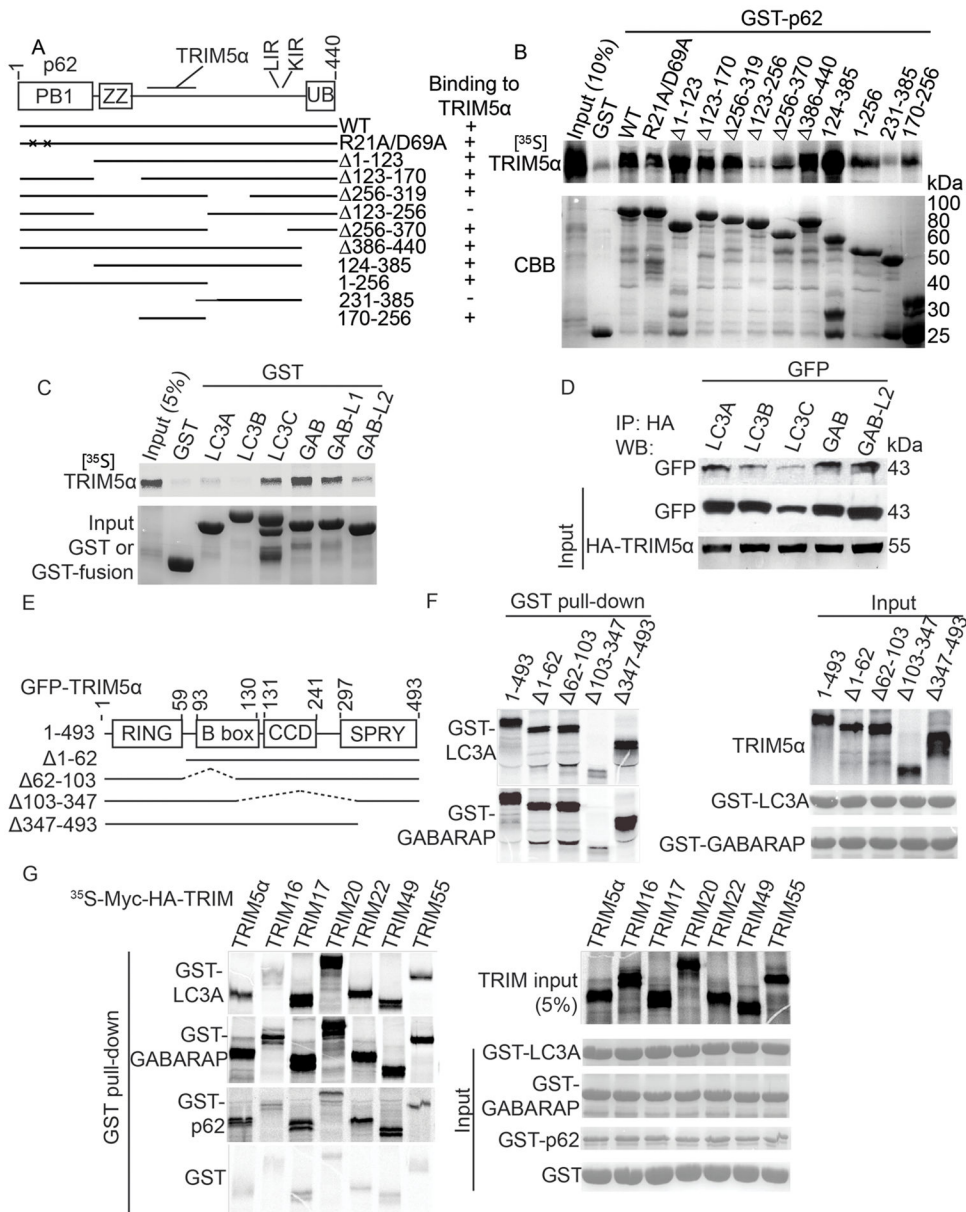 A
1
p62
TRIM5α
LIR
KIR
440
PB1
ZZ
UB
Binding to
TRIM5α
WT +
x x R21A/D69A +
Δ1-123 +
Δ123-170 +
Δ256-319 +
Δ123-256 -
Δ256-370 +
Δ386-440 +
124-385 +
1-256 +
231-385 -
170-256 +
B
GST-p62
Input (10%)
GST
WT
R21A/D69A
Δ1-123
Δ123-170
Δ256-319
Δ123-256
Δ256-370
Δ386-440
124-385
1-256
231-385
170-256
[³⁵S]
TRIM5α
kDa
100
80
60
50
40
30
25
CBB
C
GST
Input (5%)
GST
LC3A
LC3B
LC3C
GAB
GAB-L1
GAB-L2
[³⁵S]
TRIM5α
Input
GST or
GST-fusion
D
GFP
LC3A
LC3B
LC3C
GAB
GAB-L2
IP: HA
WB:
kDa
GFP
43
Input
GFP
43
HA-TRIM5α
55
E
GFP-TRIM5α
1
59
93
130
131
241
297
493
1-493
RING
B box
CCD
SPRY
Δ1-62
Δ62-103
Δ103-347
Δ347-493
F
GST pull-down
1-493
Δ1-62
Δ62-103
Δ103-347
Δ347-493
GST-
LC3A
GST-
GABARAP
Input
1-493
Δ1-62
Δ62-103
Δ103-347
Δ347-493
TRIM5α
GST-LC3A
GST-GABARAP
G
³⁵S-Myc-HA-TRIM
TRIM5α
TRIM16
TRIM17
TRIM20
TRIM22
TRIM49
TRIM55
GST pull-down
GST-
LC3A
GST-
GABARAP
GST-
p62
GST
TRIM5α
TRIM16
TRIM17
TRIM20
TRIM22
TRIM49
TRIM55
TRIM input
(5%)
Input
GST-LC3A
GST-
GABARAP
GST-p62
GST